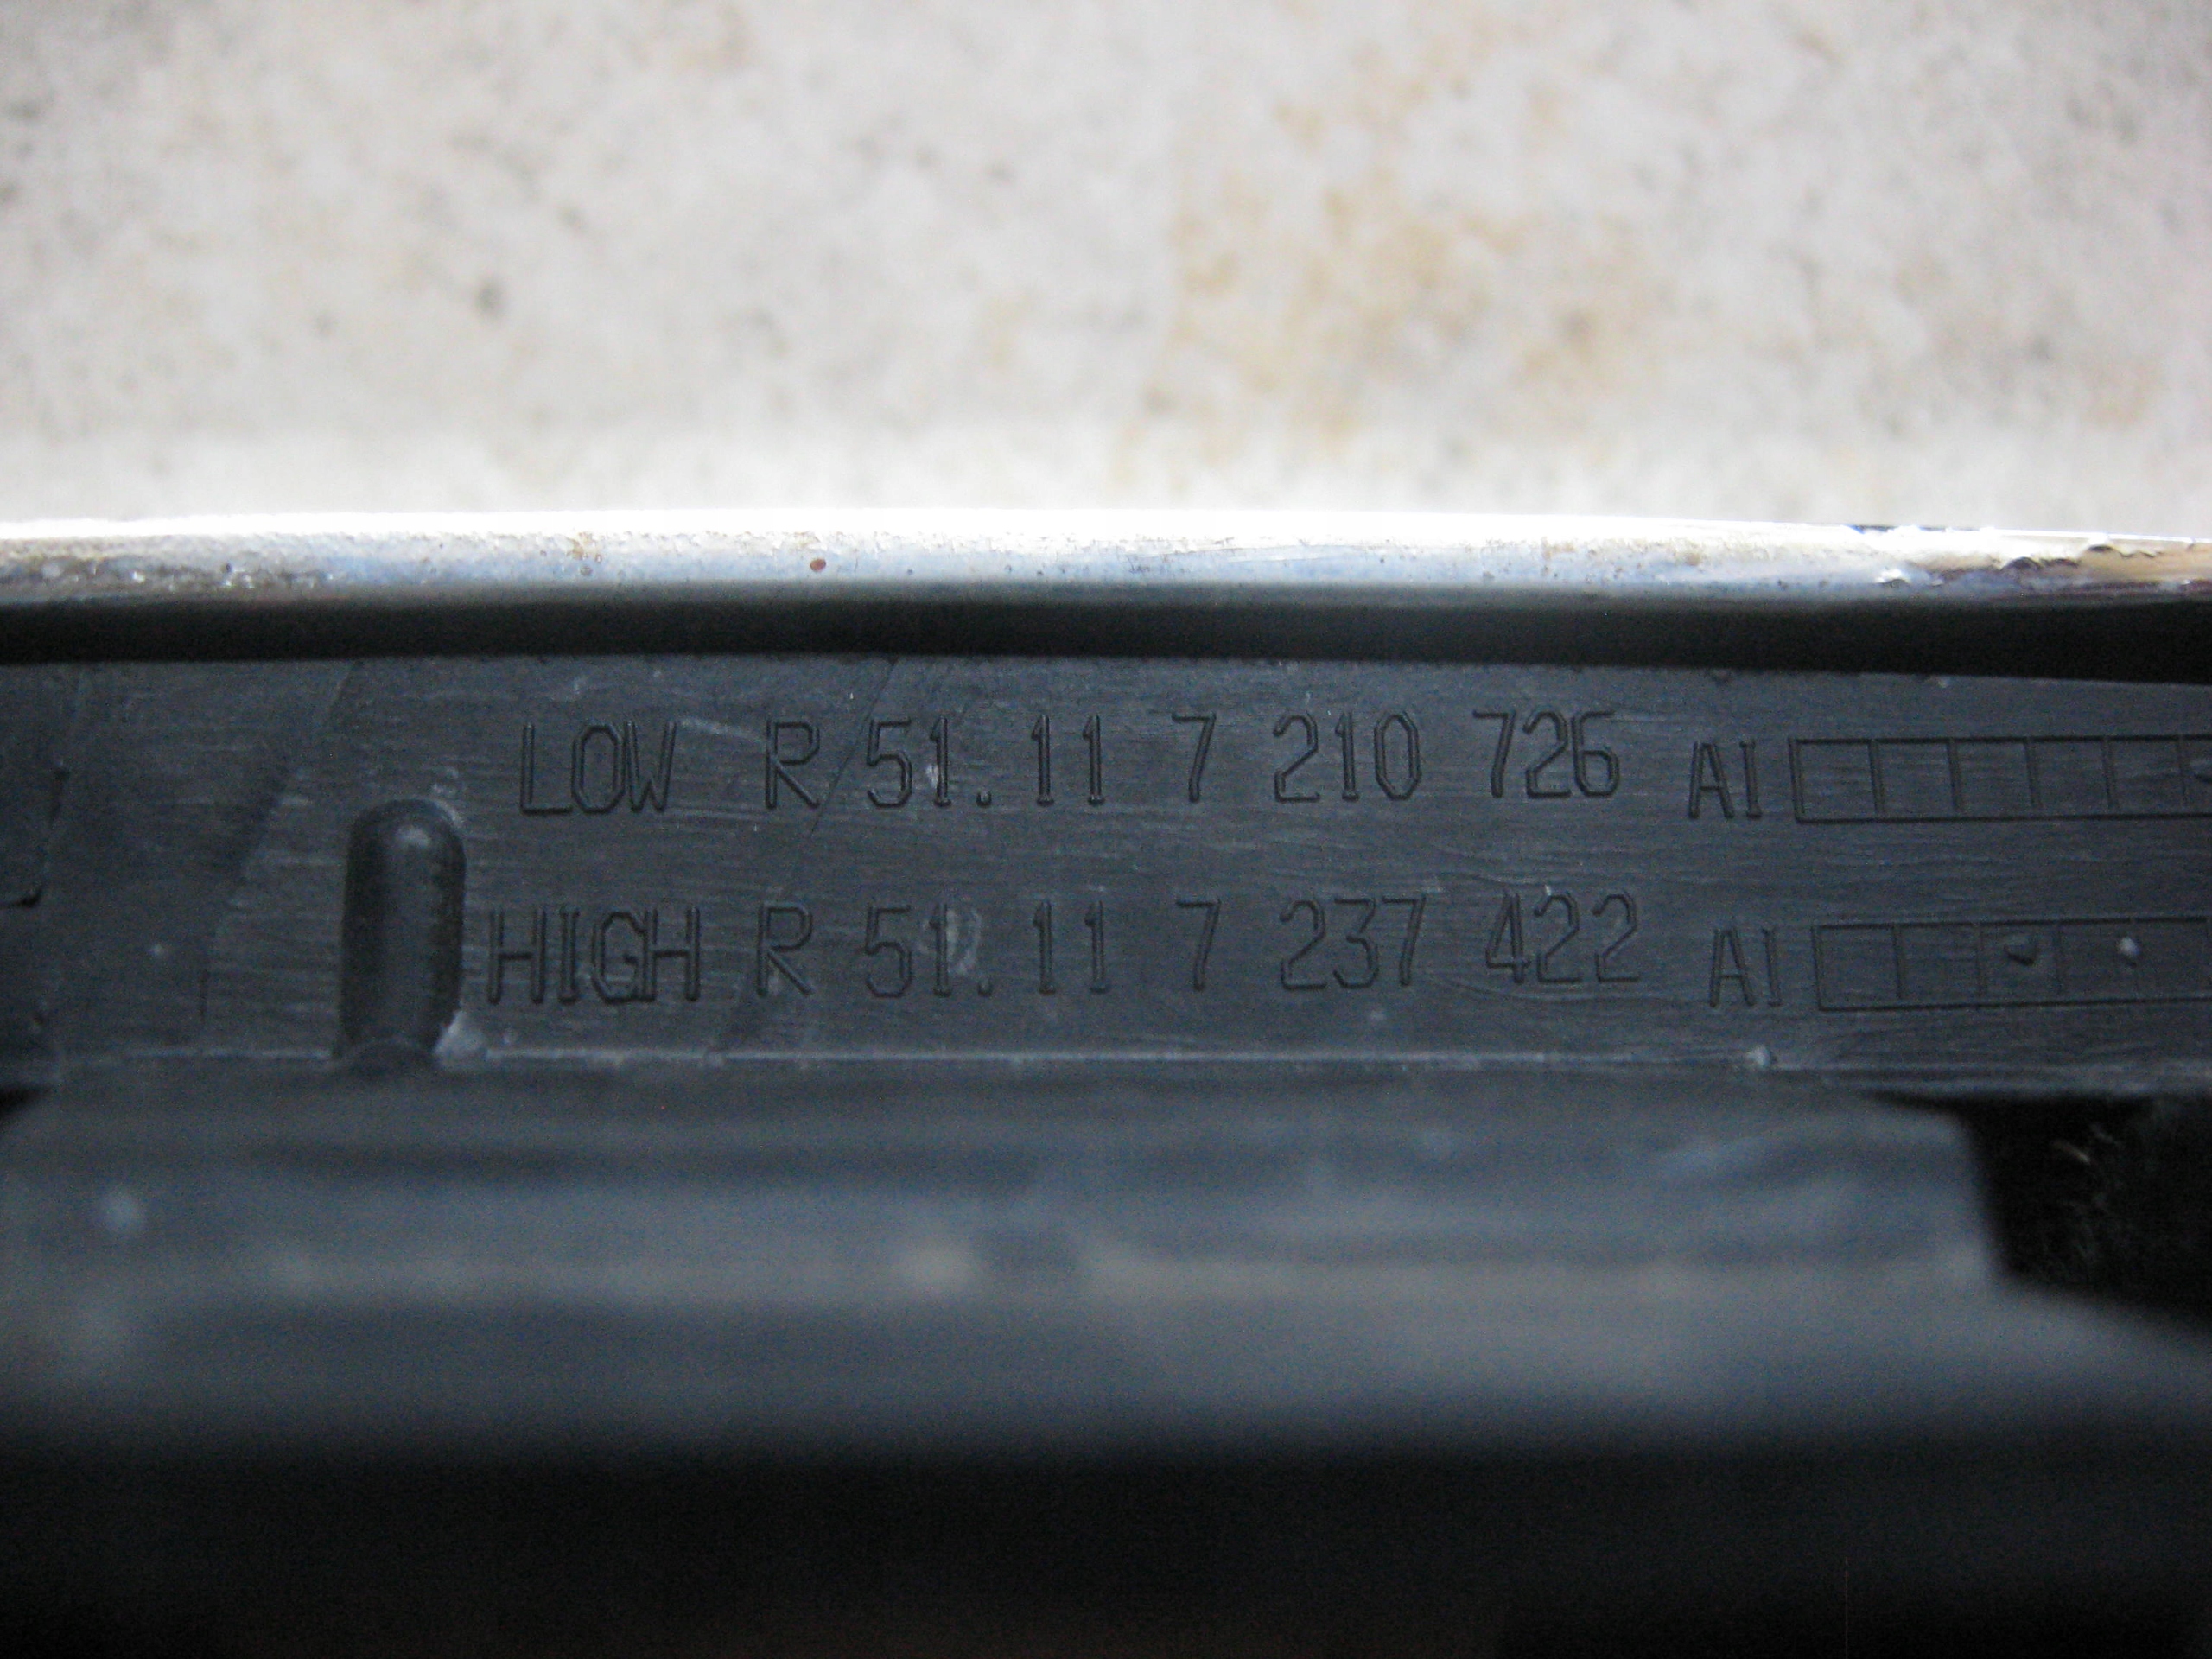 LOW R 51.11 7 210 726 AI
HIGH R 51.11 7 237 422 AI